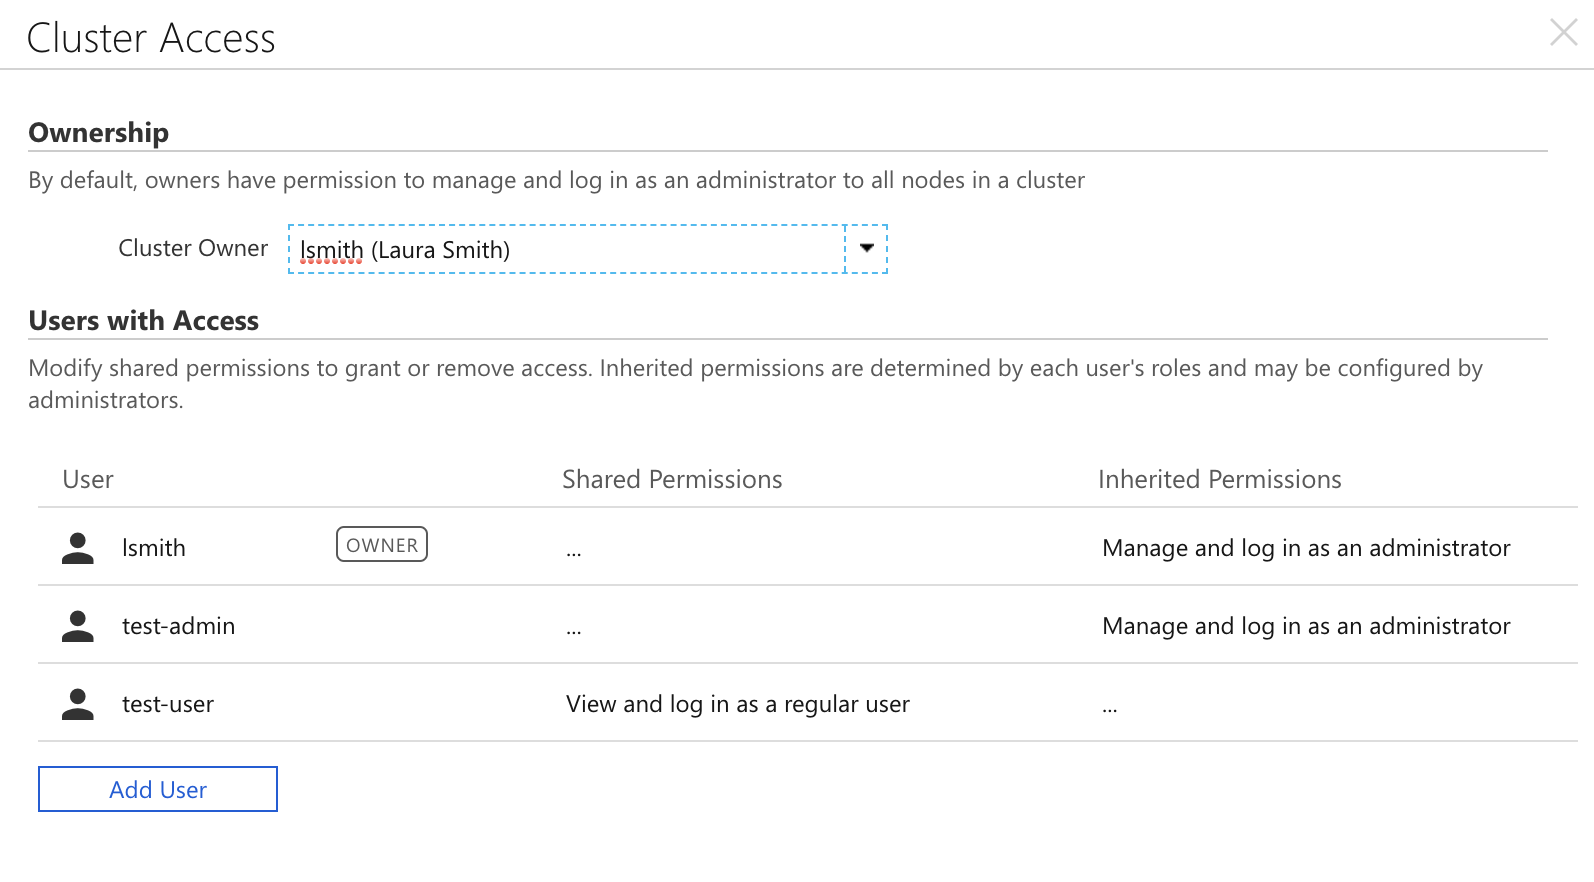 Cluster Access
Ownership
By default, owners have permission to manage and log in as an administrator to all nodes in a cluster
Cluster Owner
lsmith (Laura Smith)
Users with Access
Modify shared permissions to grant or remove access. Inherited permissions are determined by each user's roles and may be configured by
administrators.
User
Shared Permissions
Inherited Permissions
lsmith
OWNER
...
Manage and log in as an administrator
test-admin
...
Manage and log in as an administrator
test-user
View and log in as a regular user
...
Add User